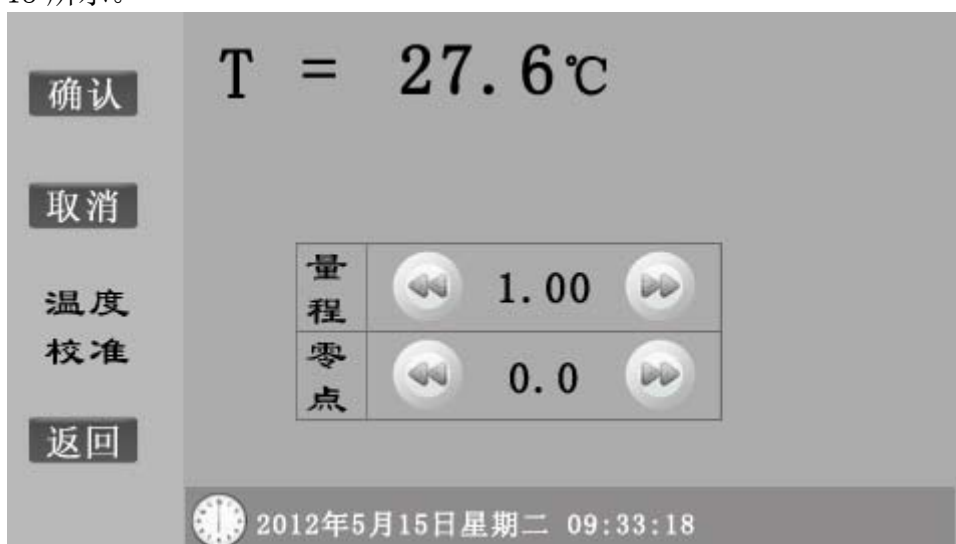 确认
取消
温度
校准
返回
T = 27.6℃
量程 1.00
零点 0.0
2012年5月15日星期二 09:33:18